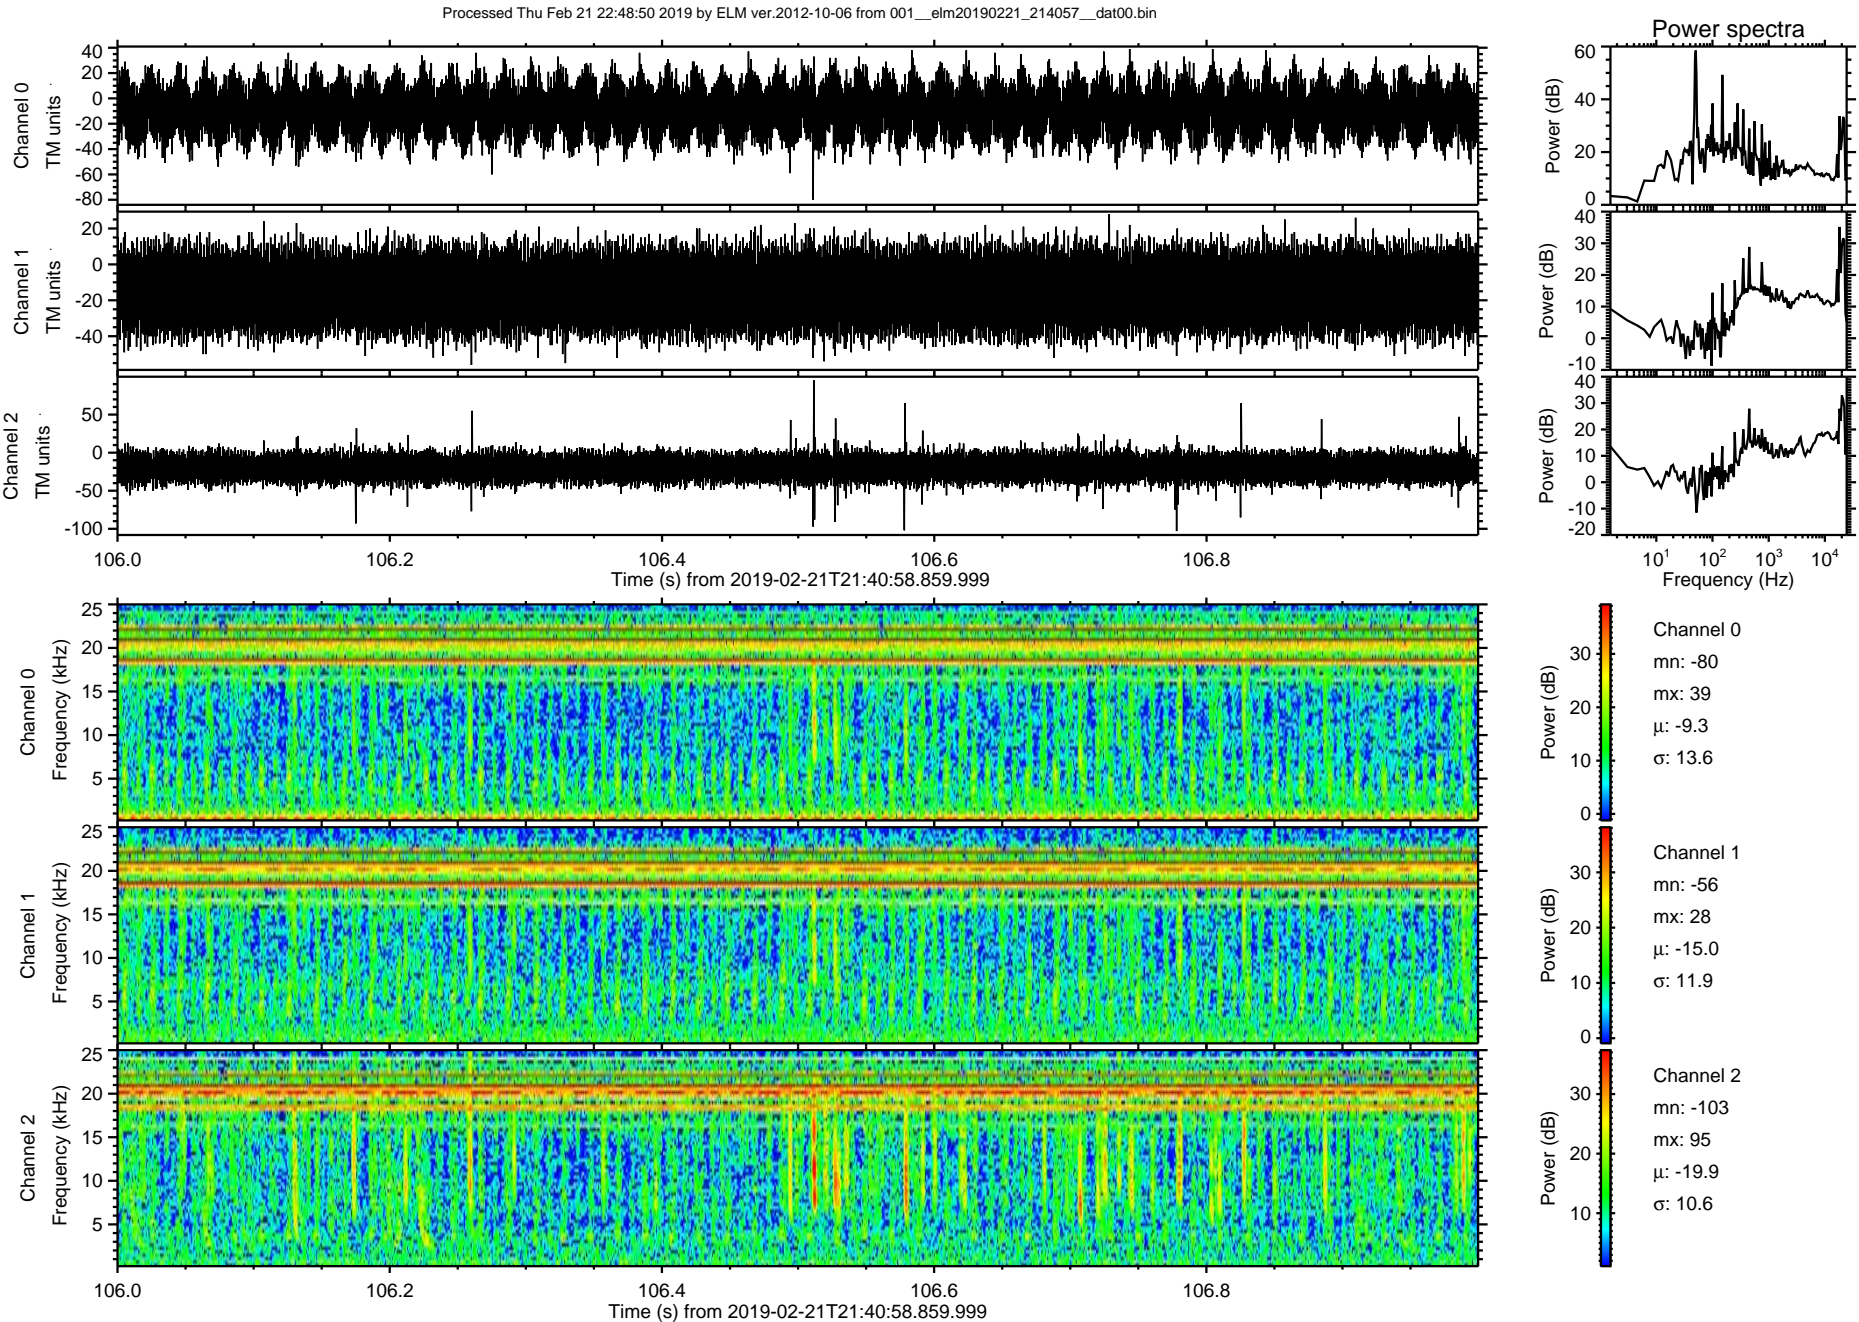 Processed Thu Feb 21 22:48:50 2019 by ELM ver.2012-10-06 from 001__elm20190221_214057__dat00.bin
Power spectra
Channel 0
TM units
40
20
0
-20
-40
-60
-80
Power (dB)
60
40
20
0
Channel 1
TM units
20
0
-20
-40
Power (dB)
40
30
20
10
0
-10
Channel 2
TM units
50
0
-50
-100
Power (dB)
40
30
20
10
0
-10
-20
106.0 106.2 106.4 106.6 106.8
Time (s) from 2019-02-21T21:40:58.859.999
10¹ 10² 10³ 10⁴
Frequency (Hz)
Channel 0
Frequency (kHz)
25
20
15
10
5
Power (dB)
30
20
10
0
Channel 0
mn: -80
mx: 39
μ: -9.3
σ: 13.6
Channel 1
Frequency (kHz)
25
20
15
10
5
Power (dB)
30
20
10
0
Channel 1
mn: -56
mx: 28
μ: -15.0
σ: 11.9
Channel 2
Frequency (kHz)
25
20
15
10
5
Power (dB)
30
20
10
Channel 2
mn: -103
mx: 95
μ: -19.9
σ: 10.6
106.0 106.2 106.4 106.6 106.8
Time (s) from 2019-02-21T21:40:58.859.999